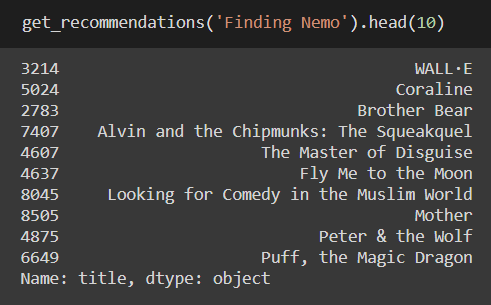 get_recommendations('Finding Nemo').head(10)
3214 WALL·E
5024 Coraline
2783 Brother Bear
7407 Alvin and the Chipmunks: The Squeakquel
4607 The Master of Disguise
4637 Fly Me to the Moon
8045 Looking for Comedy in the Muslim World
8505 Mother
4875 Peter & the Wolf
6649 Puff, the Magic Dragon
Name: title, dtype: object